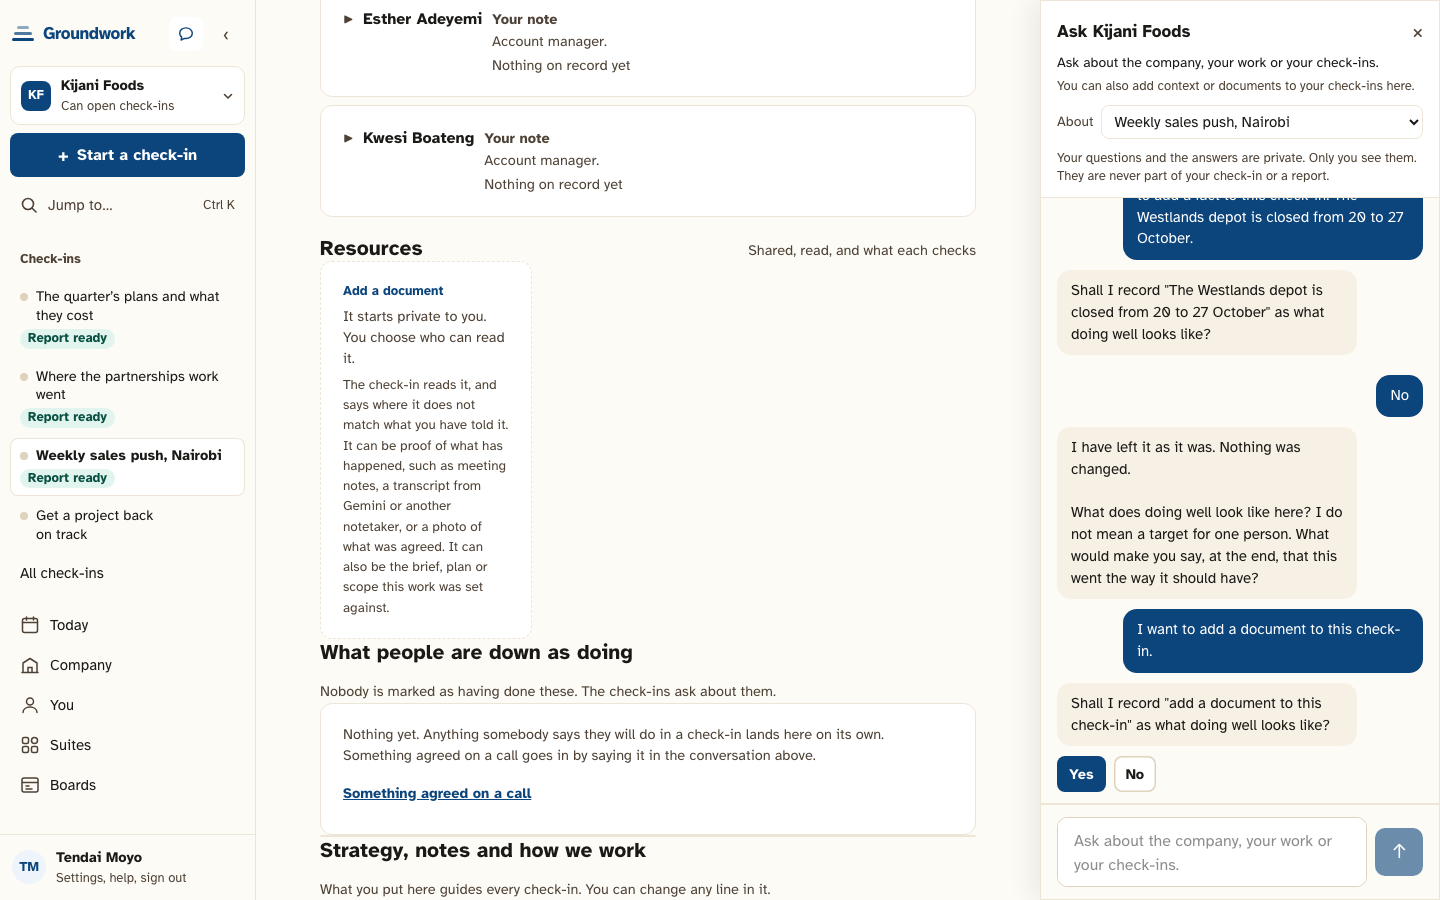 Groundwork
‹
KF
Kijani Foods
Can open check-ins
+ Start a check-in
Jump to...
Ctrl K
Check-ins
The quarter's plans and what
they cost
Report ready
Where the partnerships work
went
Report ready
Weekly sales push, Nairobi
Report ready
Get a project back
on track
All check-ins
Today
Company
You
Suites
Boards
TM
Tendai Moyo
Settings, help, sign out
▶ Esther Adeyemi Your note
Account manager.
Nothing on record yet
▶ Kwesi Boateng Your note
Account manager.
Nothing on record yet
Resources
Shared, read, and what each checks
Add a document
It starts private to you.
You choose who can read
it.
The check-in reads it, and
says where it does not
match what you have told it.
It can be proof of what has
happened, such as meeting
notes, a transcript from
Gemini or another
notetaker, or a photo of
what was agreed. It can
also be the brief, plan or
scope this work was set
against.
What people are down as doing
Nobody is marked as having done these. The check-ins ask about them.
Nothing yet. Anything somebody says they will do in a check-in lands here on its own.
Something agreed on a call goes in by saying it in the conversation above.
Something agreed on a call
Strategy, notes and how we work
What you put here guides every check-in. You can change any line in it.
Ask Kijani Foods
×
Ask about the company, your work or your check-ins.
You can also add context or documents to your check-ins here.
About
Weekly sales push, Nairobi
Your questions and the answers are private. Only you see them.
They are never part of your check-in or a report.
to add a fact to this check-in: The
Westlands depot is closed from 20 to 27
October.
Shall I record "The Westlands depot is
closed from 20 to 27 October" as what
doing well looks like?
No
I have left it as it was. Nothing was
changed.
What does doing well look like here? I do
not mean a target for one person. What
would make you say, at the end, that this
went the way it should have?
I want to add a document to this check-
in.
Shall I record "add a document to this
check-in" as what doing well looks like?
Yes
No
Ask about the company, your work or
your check-ins.